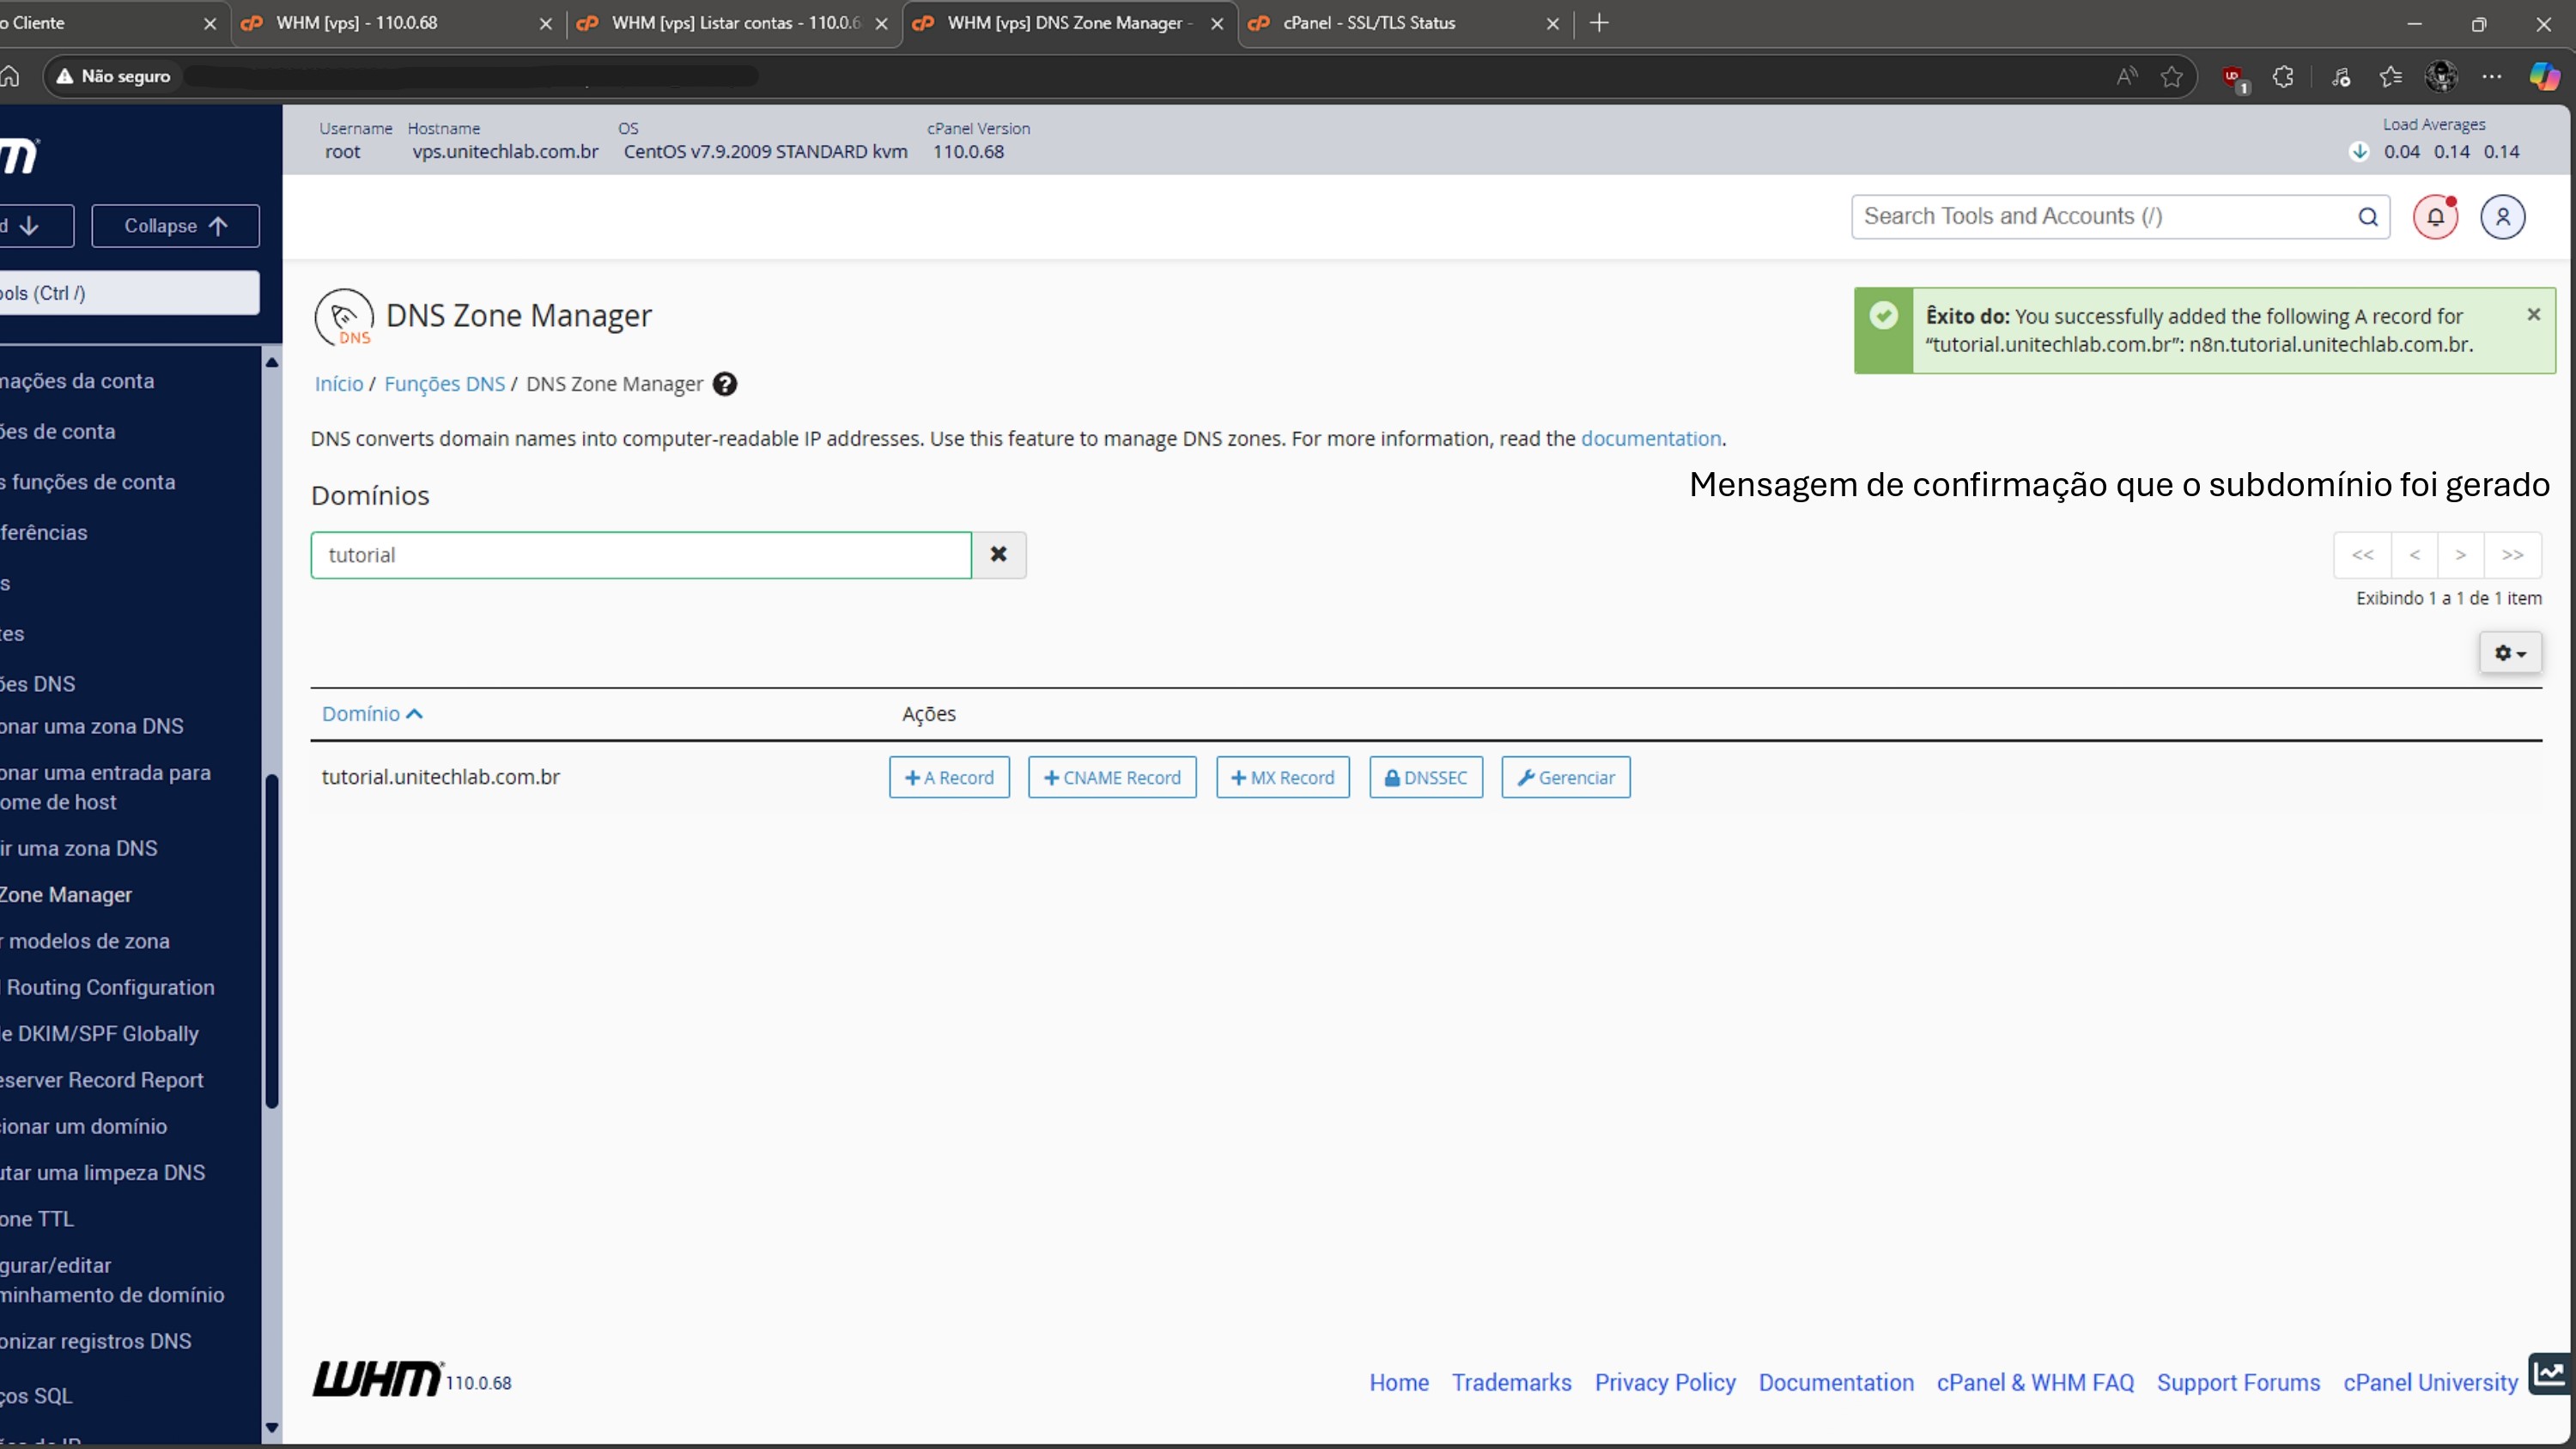 o Cliente
WHM [vps] - 110.0.68
WHM [vps] Listar contas - 110.0.6
WHM [vps] DNS Zone Manager -
cPanel - SSL/TLS Status
Não seguro
1
Username Hostname OS cPanel Version Load Averages
root vps.unitechlab.com.br CentOS v7.9.2009 STANDARD kvm 110.0.68 0.04 0.14 0.14
d Collapse
Search Tools and Accounts (/)
ools (Ctrl /)
DNS
DNS Zone Manager
Êxito do: You successfully added the following A record for
“tutorial.unitechlab.com.br”: n8n.tutorial.unitechlab.com.br.
Início / Funções DNS / DNS Zone Manager
DNS converts domain names into computer-readable IP addresses. Use this feature to manage DNS zones. For more information, read the documentation.
Mensagem de confirmação que o subdomínio foi gerado
Domínios
tutorial
<< < > >>
Exibindo 1 a 1 de 1 item
Domínio Ações
tutorial.unitechlab.com.br A Record CNAME Record MX Record DNSSEC Gerenciar
mações da conta
ões de conta
s funções de conta
ferências
s
tes
ões DNS
onar uma zona DNS
onar uma entrada para
ome de host
ir uma zona DNS
Zone Manager
r modelos de zona
l Routing Configuration
le DKIM/SPF Globally
eserver Record Report
cionar um domínio
utar uma limpeza DNS
one TTL
gurar/editar
minhamento de domínio
onizar registros DNS
ços SQL
WHM 110.0.68
Home Trademarks Privacy Policy Documentation cPanel & WHM FAQ Support Forums cPanel University